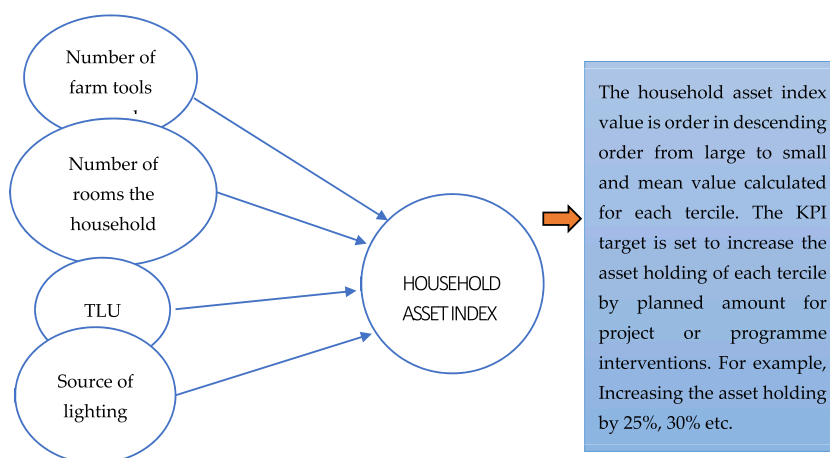 Number of
farm tools
Number of
rooms the
household
TLU
Source of
lighting
HOUSEHOLD
ASSET INDEX
The household asset index
value is order in descending
order from large to small
and mean value calculated
for each tercile. The KPI
target is set to increase the
asset holding of each tercile
by planned amount for
project or programme
interventions. For example,
Increasing the asset holding
by 25%, 30% etc.